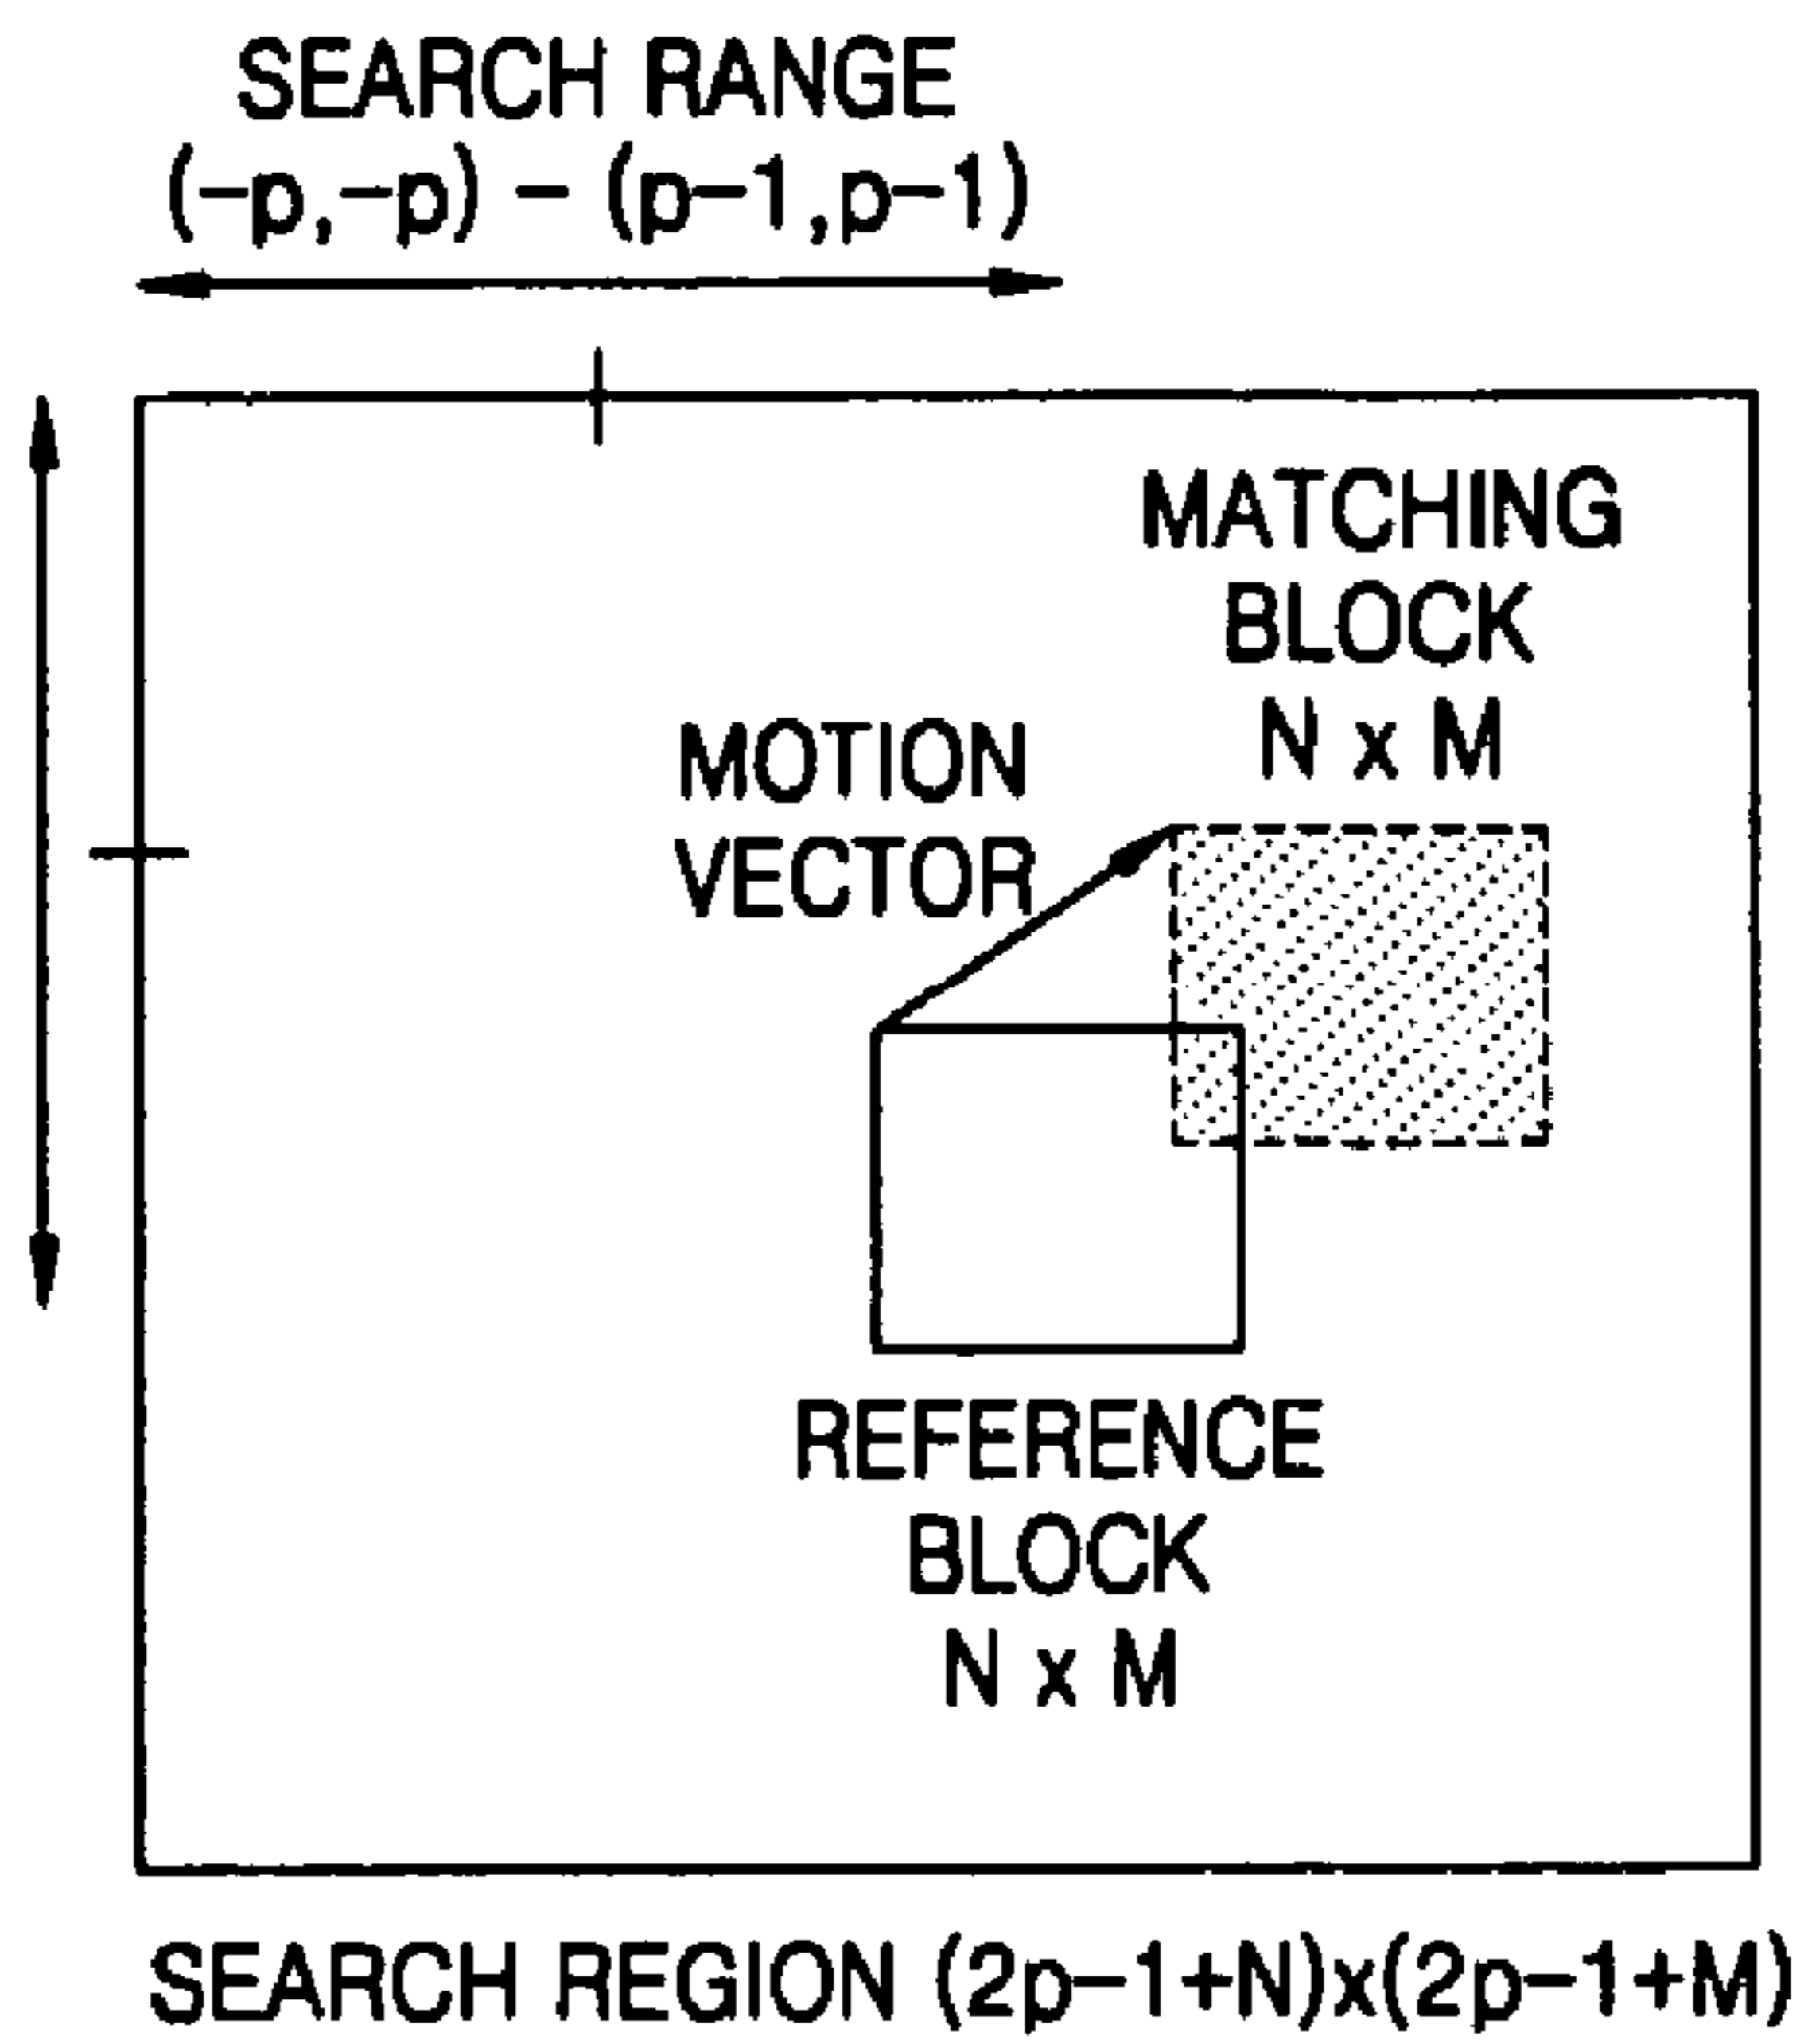 SEARCH RANGE
(-p,-p) - (p-1,p-1)
MATCHING
BLOCK
N x M
MOTION
VECTOR
REFERENCE
BLOCK
N x M
SEARCH REGION (2p-1+N)x(2p-1+M)